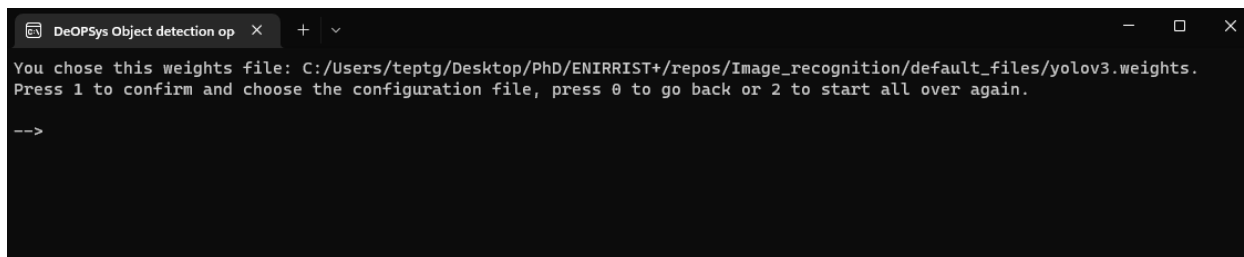 DeOPSys Object detection op
You chose this weights file: C:/Users/teptg/Desktop/PhD/ENIRRIST+/repos/Image_recognition/default_files/yolov3.weights.
Press 1 to confirm and choose the configuration file, press 0 to go back or 2 to start all over again.
-->